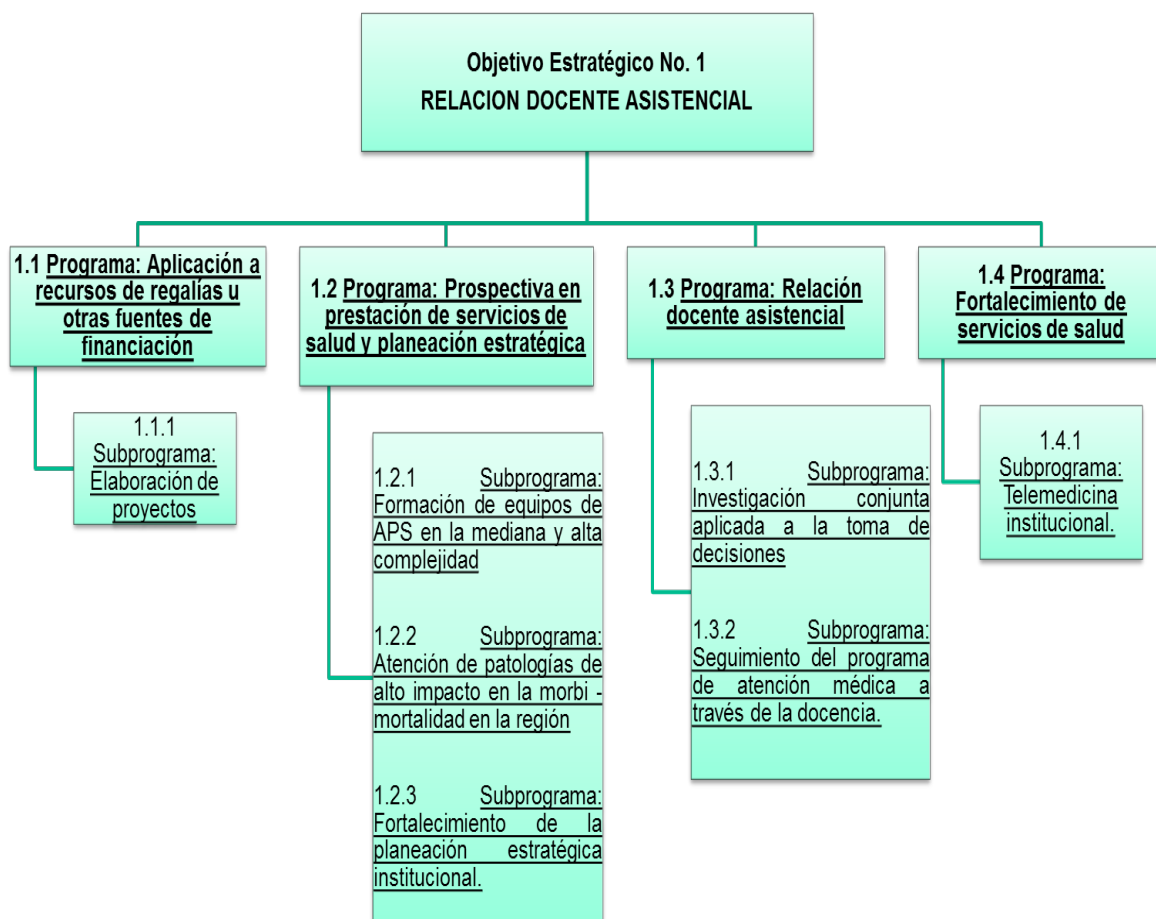 Objetivo Estratégico No. 1
RELACION DOCENTE ASISTENCIAL
1.1 Programa: Aplicación a
recursos de regalías u
otras fuentes de
financiación
1.1.1
Subprograma:
Elaboración de
proyectos
1.2 Programa: Prospectiva en
prestación de servicios de
salud y planeación estratégica
1.2.1 Subprograma:
Formación de equipos de
APS en la mediana y alta
complejidad
1.2.2 Subprograma:
Atención de patologías de
alto impacto en la morbi -
mortalidad en la región
1.2.3 Subprograma:
Fortalecimiento de la
planeación estratégica
institucional.
1.3 Programa: Relación
docente asistencial
1.3.1 Subprograma:
Investigación conjunta
aplicada a la toma de
decisiones
1.3.2 Subprograma:
Seguimiento del programa
de atención médica a
través de la docencia.
1.4 Programa:
Fortalecimiento de
servicios de salud
1.4.1
Subprograma:
Telemedicina
institucional.